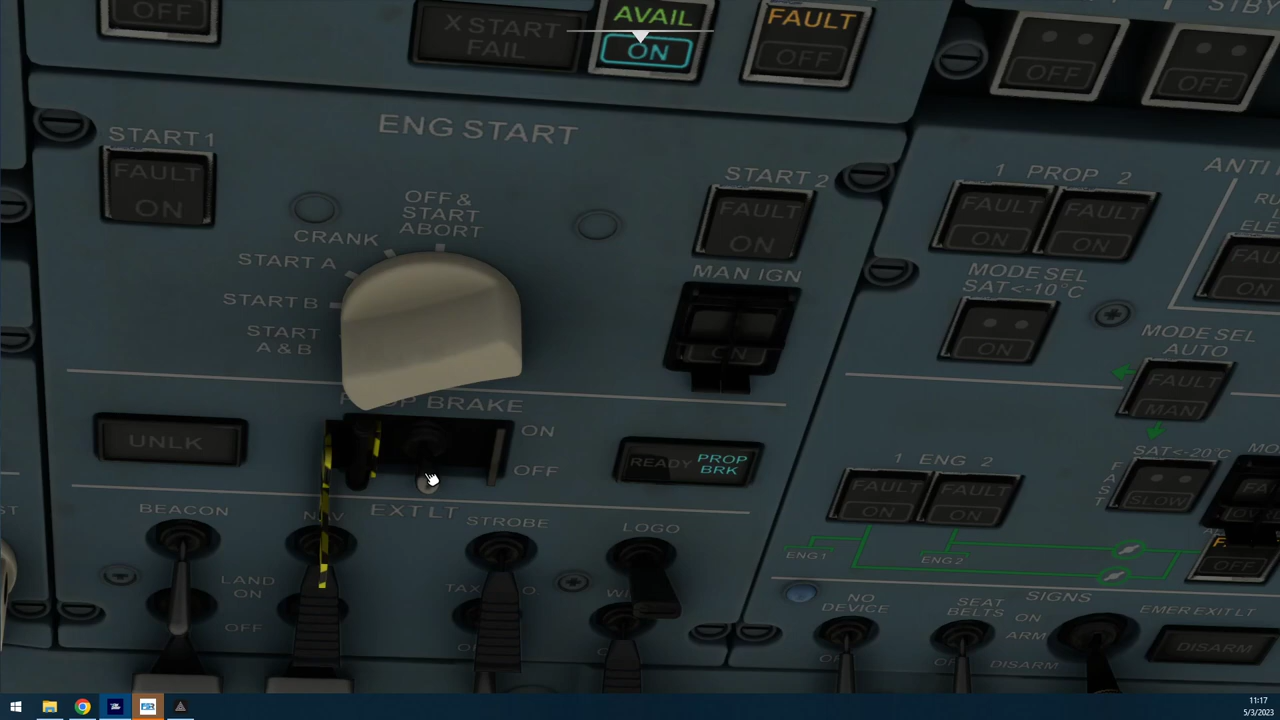 OFF
X START
FAIL
AVAIL
ON
FAULT
OFF
STBY
OFF
OFF
ENG START
START 1
FAULT
ON
OFF &
START
ABORT
CRANK
START A
START B
START
A & B
START 2
FAULT
ON
MAN IGN
ON
1 PROP 2
FAULT
ON
FAULT
ON
MODE SEL
SAT<-10°C
ON
ANTI
MODE SEL
AUTO
FAULT
MAN
BRAKE
ON
OFF
UNLK
READY
PROP
BRK
1 ENG 2
FAULT
ON
FAULT
ON
ENG1
ENG2
SAT<-20°C
SLOW
OFF
EXT LT
BEACON
STROBE
LOGO
LAND
ON
OFF
SIGNS
NO
DEVICE
SEAT
BELTS
ON
ARM
DISARM
EMER EXIT LT
DISARM
11:17
5/3/2023